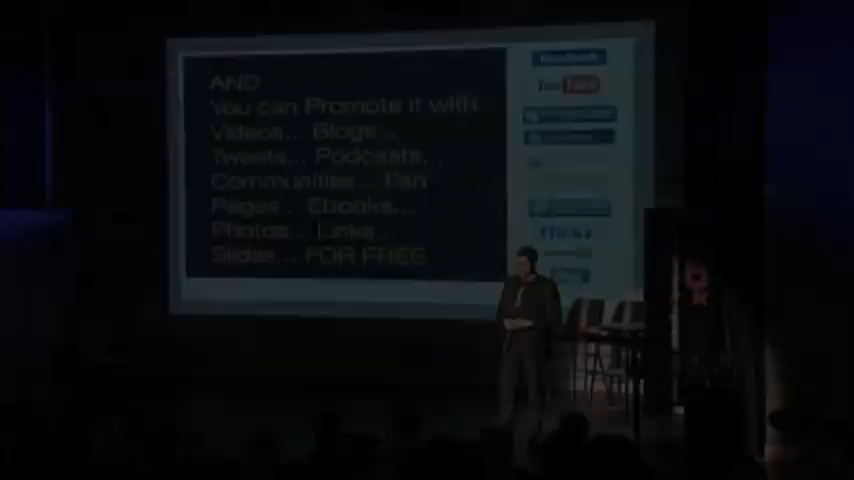 AND
You can Promote it with
Videos... Blogs...
Tweets... Podcasts...
Communities... Fan
Pages... Ebooks...
Photos... Links...
Slides... FOR FREE
facebook
YouTube
flickr